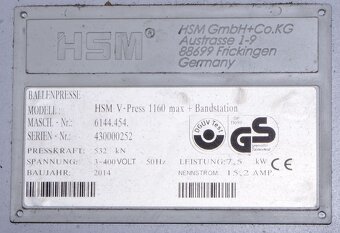 HSM
HSM GmbH+Co.KG
Austrasse 1-9
88699 Frickingen
Germany
BALLENPRESSE
MODELL: HSM V-Press 1160 max + Bandstation
MASCH.-Nr.: 6144.454.
SERIEN-Nr.: 430000252
DGUV Test
GS
PRESSKRAFT: 532 kN
SPANNUNG: 3-400VOLT - 50Hz LEISTUNG: 7,5 kW
CE
BAUJAHR: 2014 NENNSTROM: 15,2 AMP